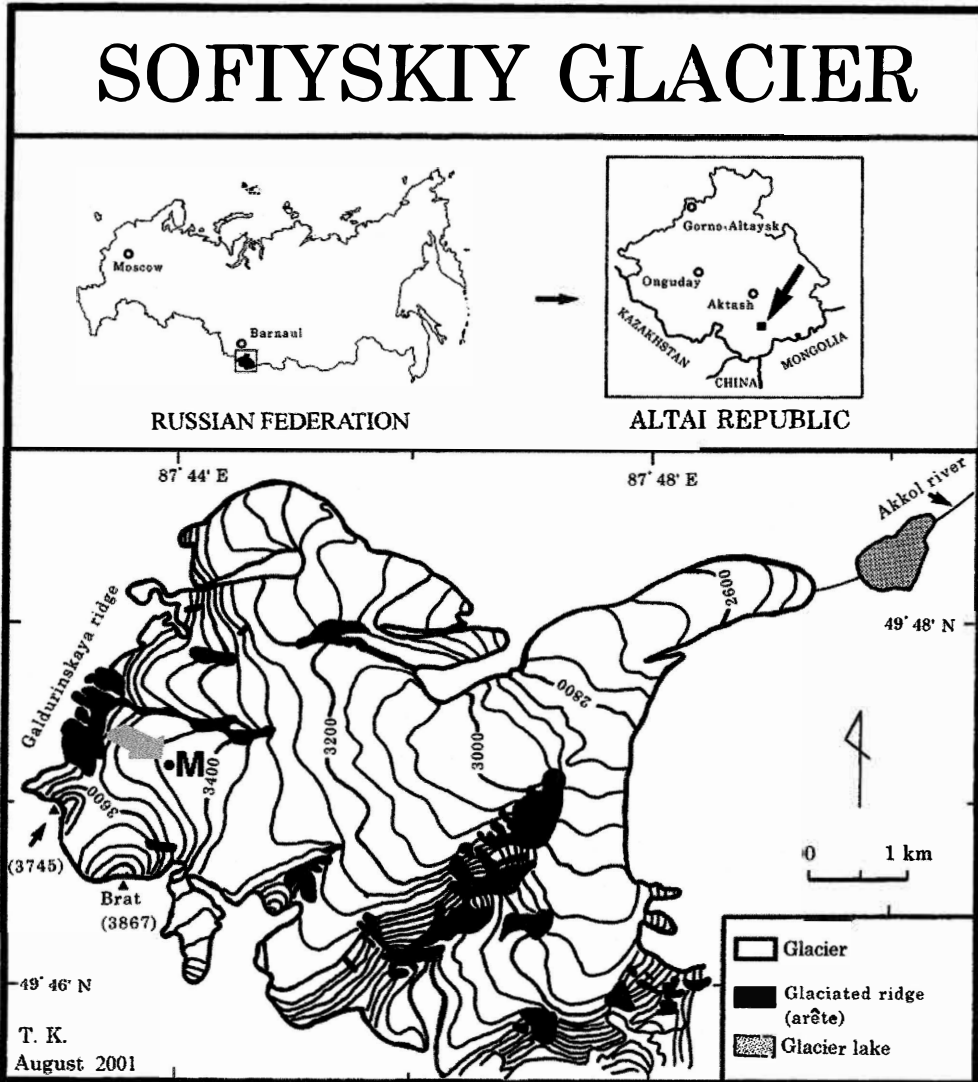 SOFIYSKIY GLACIER
Moscow
Barnaul
RUSSIAN FEDERATION
Gorno-Altaysk
Onguday
Aktash
KAZAKHSTAN
CHINA
MONGOLIA
ALTAI REPUBLIC
87° 44' E
87° 48' E
Akkol river
2600
49° 48' N
Galdurinskaya ridge
2800
3200
3000
M
3400
3600
(3745)
Brat
(3867)
0 1 km
49° 46' N
T. K.
August 2001
Glacier
Glaciated ridge
(arête)
Glacier lake